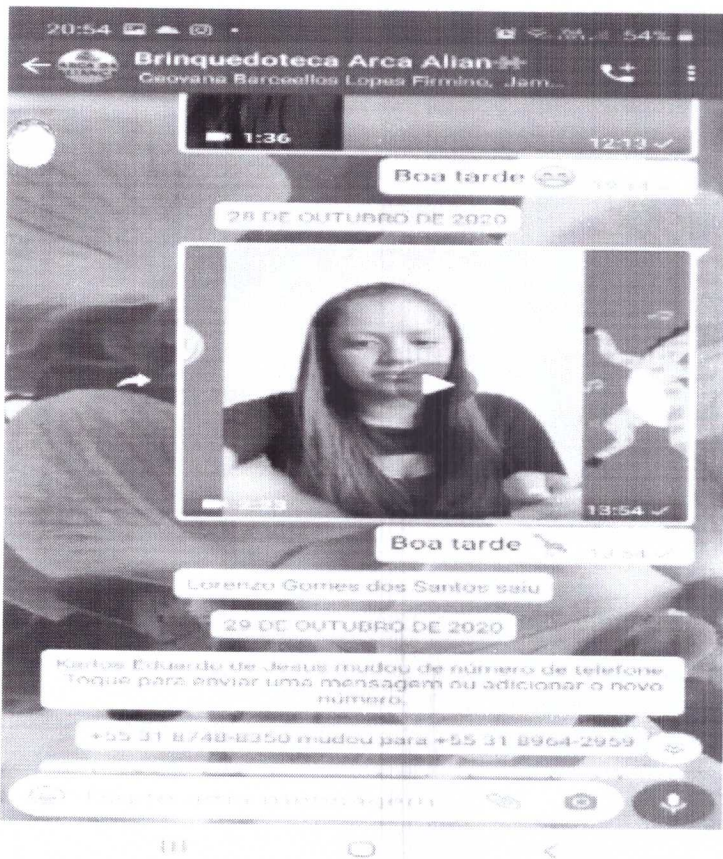 20:54 54%
Brinquedoteca Arca Alian
Geovana Barcellos Lopes Firmino, Jam...
1:36 12:13
Boa tarde
28 DE OUTUBRO DE 2020
13:54
Boa tarde 13:54
Lorenzo Gomes dos Santos saiu
29 DE OUTUBRO DE 2020
Karlos Eduardo de Jesus mudou de número de telefone.
Toque para enviar uma mensagem ou adicionar o novo
número.
+55 31 8748-8350 mudou para +55 31 8964-2959